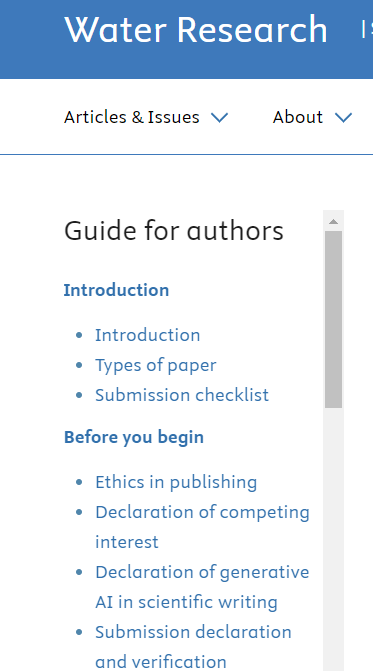 Water Research
Articles & Issues
About
Guide for authors
Introduction
Introduction
Types of paper
Submission checklist
Before you begin
Ethics in publishing
Declaration of competing
interest
Declaration of generative
AI in scientific writing
Submission declaration
and verification